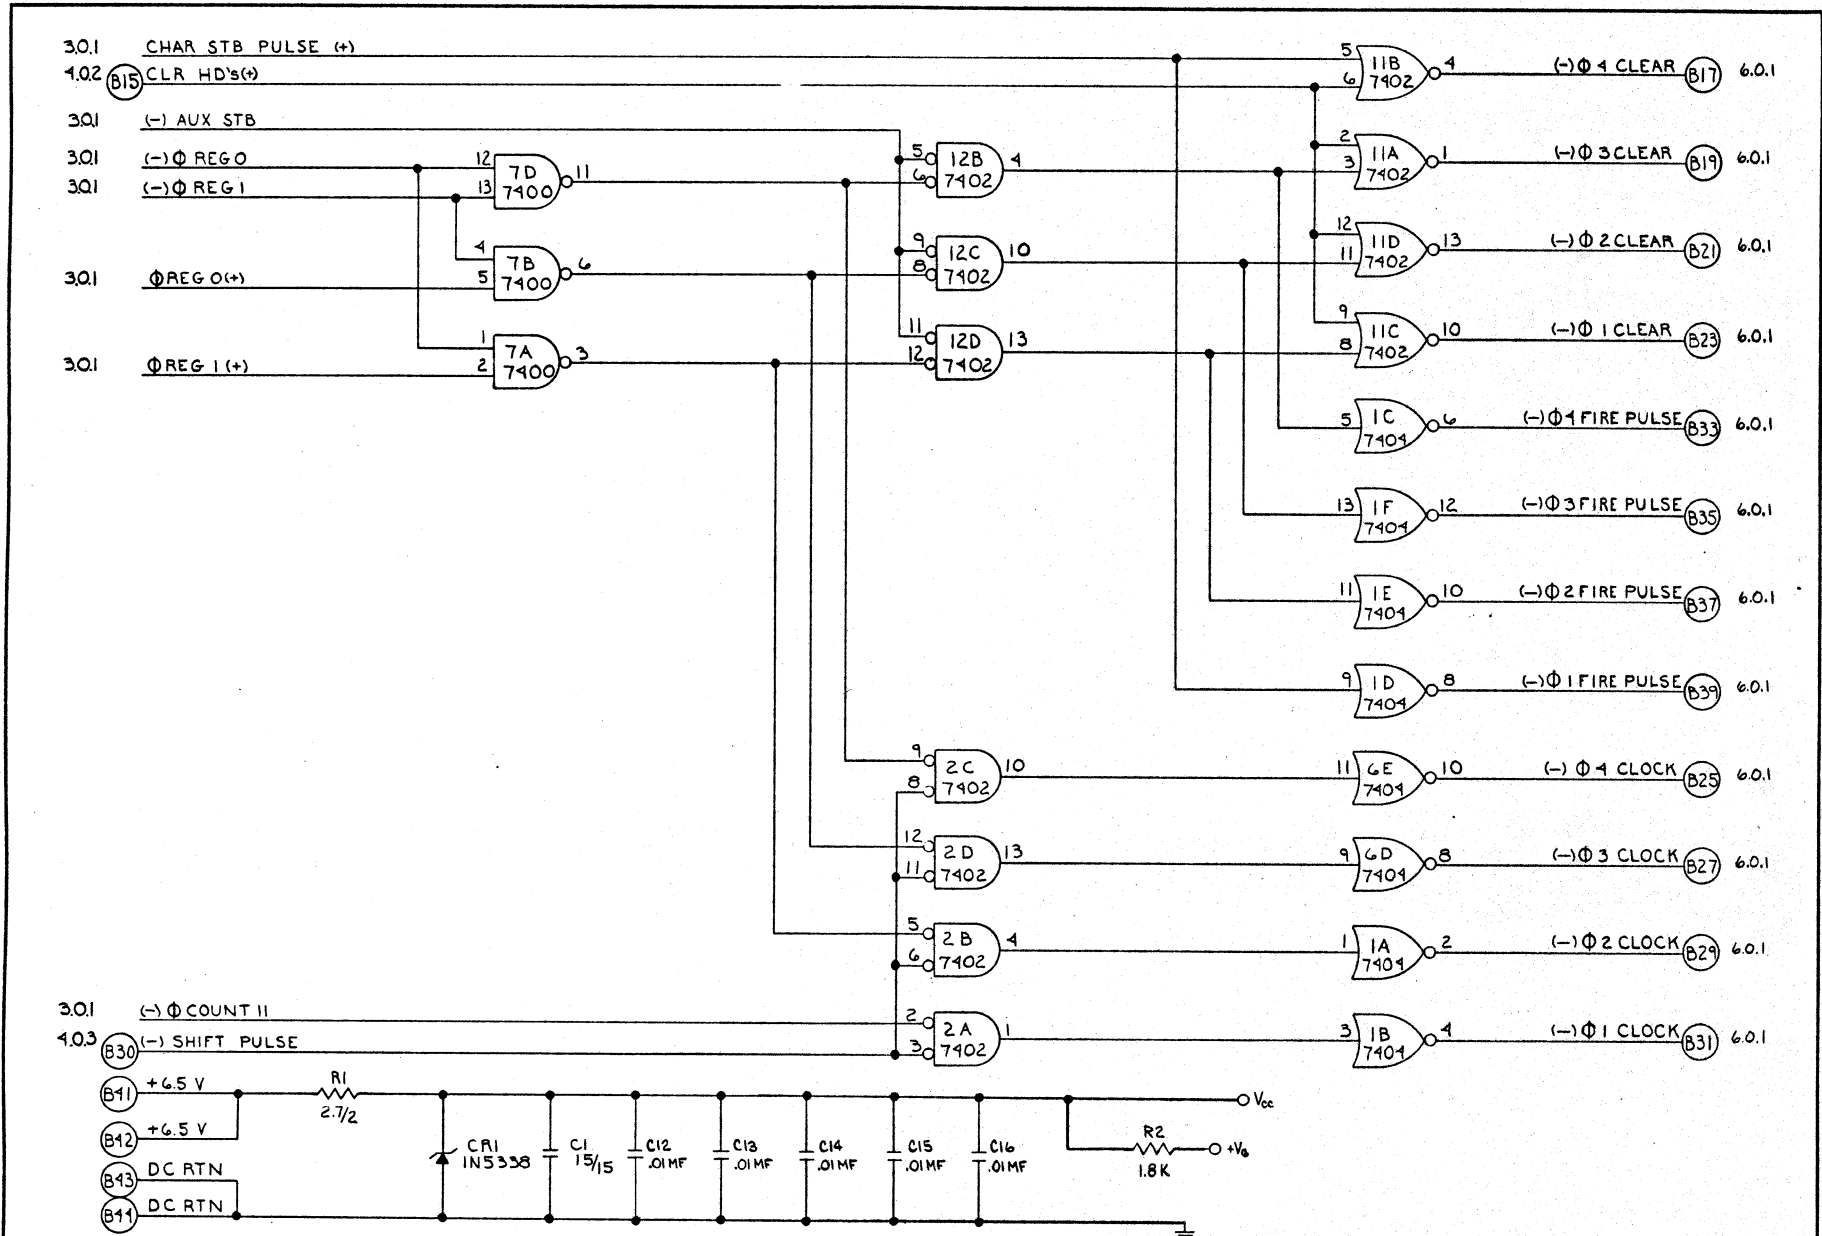 3.0.1 CHAR STB PULSE (+)
4.0.2 B15 CLR HD's(+)
3.0.1 (-) AUX STB
3.0.1 (-) Φ REG 0
3.0.1 (-) Φ REG 1
3.0.1 Φ REG 0 (+)
3.0.1 Φ REG 1 (+)
12 13 7D 7400 11
4 5 7B 7400 6
1 2 7A 7400 3
5 6 12B 7402 4
9 8 12C 7402 10
11 12 12D 7402 13
5 6 11B 7402 4 (-) Φ 4 CLEAR B17 6.0.1
2 3 11A 7402 1 (-) Φ 3 CLEAR B19 6.0.1
12 11 11D 7402 13 (-) Φ 2 CLEAR B21 6.0.1
9 8 11C 7402 10 (-) Φ 1 CLEAR B23 6.0.1
5 1C 7404 6 (-) Φ 4 FIRE PULSE B33 6.0.1
13 1F 7404 12 (-) Φ 3 FIRE PULSE B35 6.0.1
11 1E 7404 10 (-) Φ 2 FIRE PULSE B37 6.0.1
9 1D 7404 8 (-) Φ 1 FIRE PULSE B39 6.0.1
9 8 2C 7402 10 11 6E 7404 10 (-) Φ 4 CLOCK B25 6.0.1
12 11 2D 7402 13 9 6D 7404 8 (-) Φ 3 CLOCK B27 6.0.1
5 6 2B 7402 4 1 1A 7404 2 (-) Φ 2 CLOCK B29 6.0.1
3.0.1 (-) Φ COUNT 11
4.0.3 B30 (-) SHIFT PULSE
2 3 2A 7402 1 3 1B 7404 4 (-) Φ 1 CLOCK B31 6.0.1
B41 +6.5 V
B42 +6.5 V
B43 DC RTN
B44 DC RTN
R1
2.7/2
CR1
1N5338
C1
15/15
C12
.01MF
C13
.01MF
C14
.01MF
C15
.01MF
C16
.01MF
Vcc
R2
1.8K
+VB